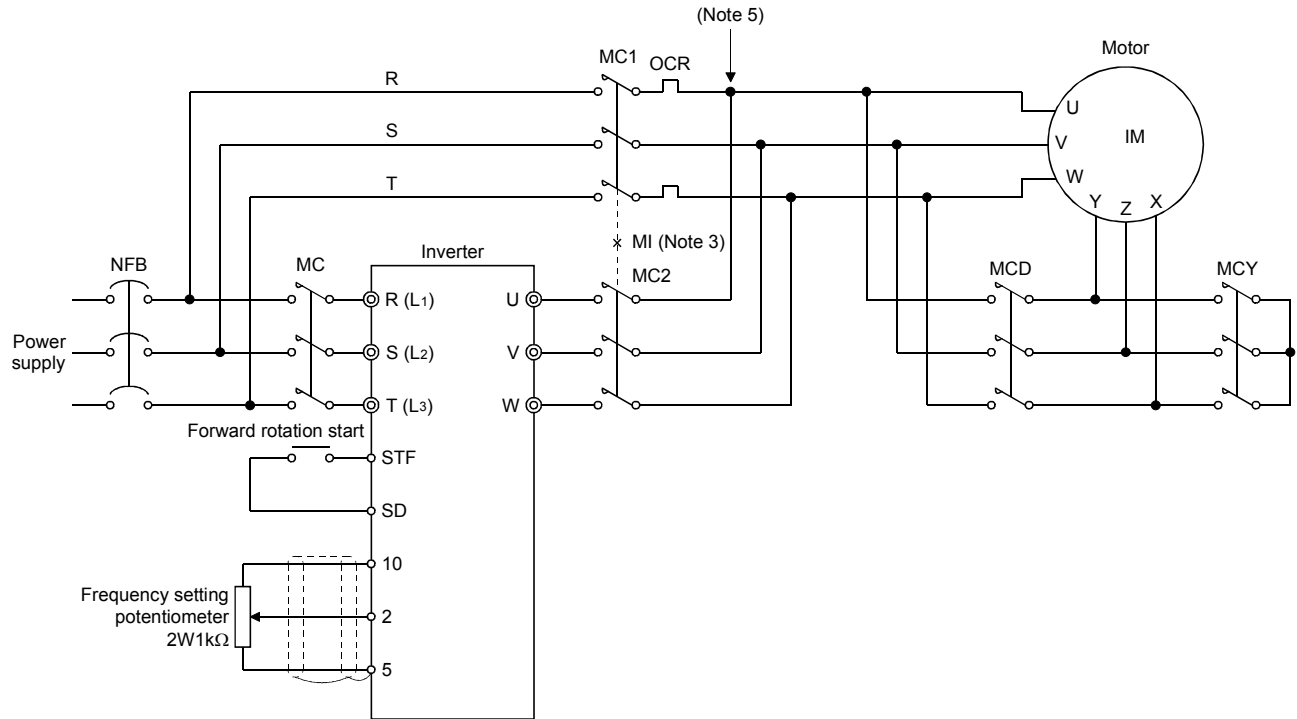 (Note 5)
MC1
OCR
Motor
R
U
S
V
IM
T
W
Y
Z
X
MI (Note 3)
NFB
MC
Inverter
MC2
MCD
MCY
R (L1)
U
Power
supply
S (L2)
V
T (L3)
W
Forward rotation start
STF
SD
10
Frequency setting
potentiometer
2W1kΩ
2
5